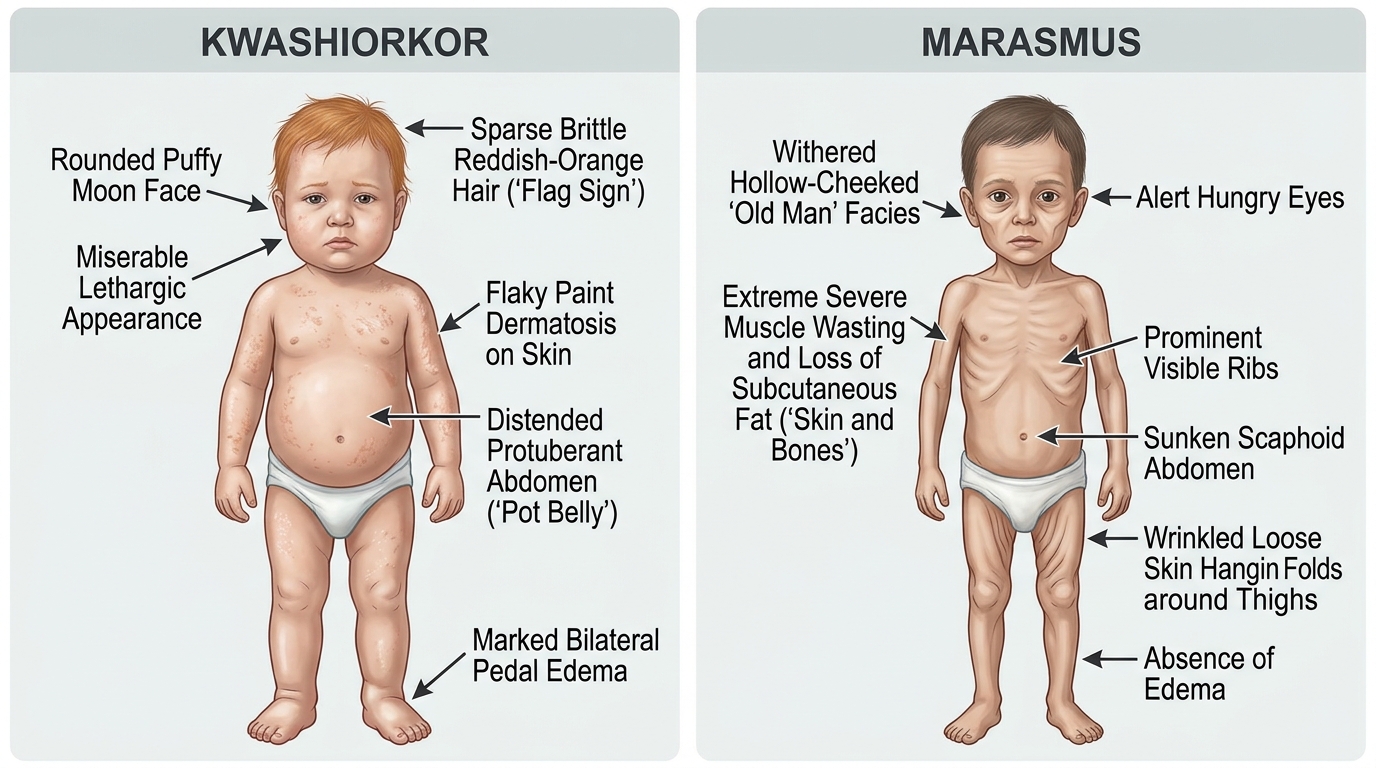 KWASHIORKOR
Rounded Puffy
Moon Face
Miserable
Lethargic
Appearance
Sparse Brittle
Reddish-Orange
Hair (‘Flag Sign’)
Flaky Paint
Dermatosis
on Skin
Distended
Protuberant
Abdomen
(‘Pot Belly’)
Marked Bilateral
Pedal Edema
MARASMUS
Withered
Hollow-Cheeked
‘Old Man’ Facies
Extreme Severe
Muscle Wasting
and Loss of
Subcutaneous
Fat (‘Skin and
Bones’)
Alert Hungry Eyes
Prominent
Visible Ribs
Sunken Scaphoid
Abdomen
Wrinkled Loose
Skin Hangin Folds
around Thighs
Absence of
Edema